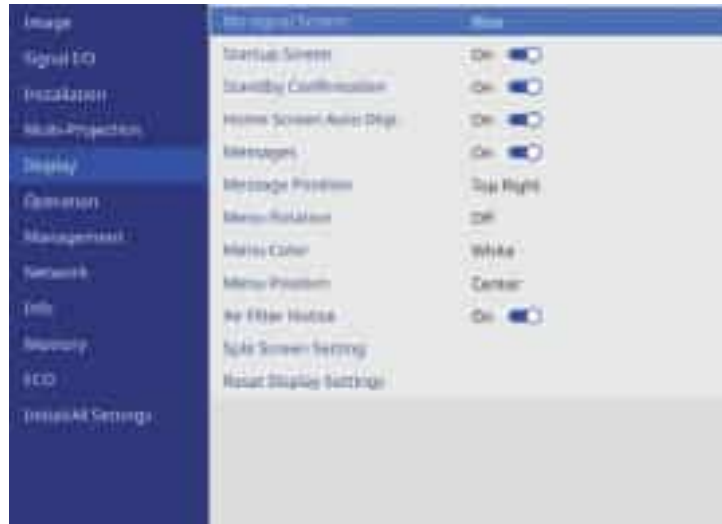 Image
Signal I/O
Installation
Multi-Projection
Display
Operation
Management
Network
Info.
Memory
ECO
Initial/All Settings
No-signal Screen Blue
Startup Screen On
Standby Confirmation On
Home Screen Auto Disp. On
Messages On
Message Position Top Right
Menu Rotation Off
Menu Color White
Menu Position Center
Air Filter Notice On
Split Screen Setting
Reset Display Settings